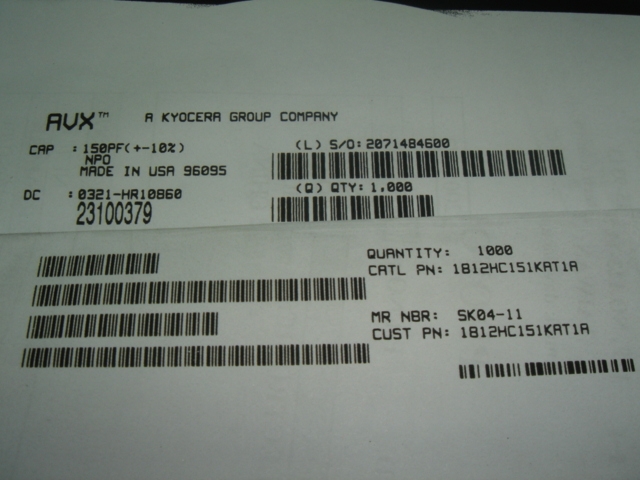 AVX™ A KYOCERA GROUP COMPANY
CAP : 150PF(+-10%) (L) S/O: 2071484600
NPO
MADE IN USA 96095
(Q) QTY: 1,000
DC : 0321-HR10860
23100379
QUANTITY: 1000
CATL PN: 1812HC151KAT1A
MR NBR: SK04-11
CUST PN: 1812HC151KAT1A